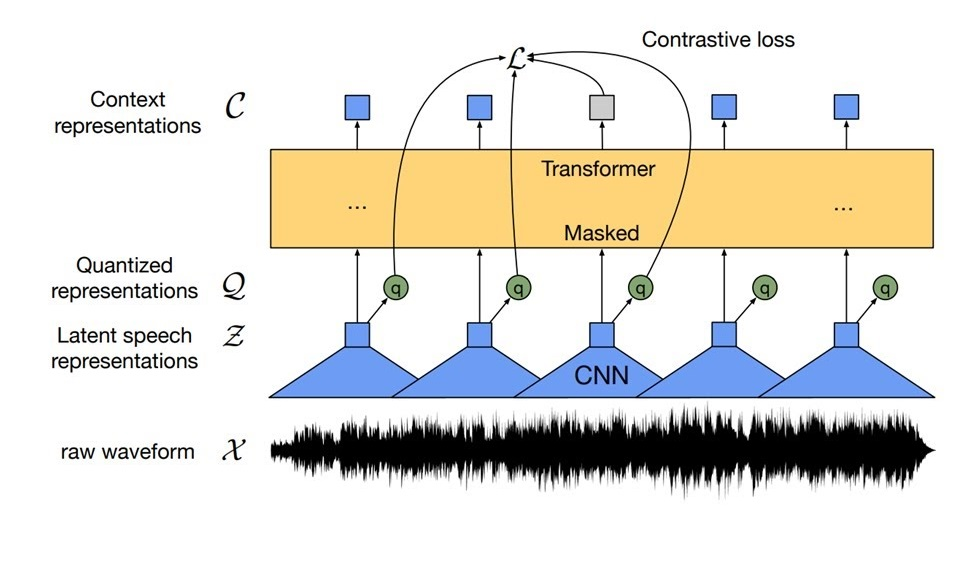 Contrastive loss
ℒ
Context
representations
𝒞
Transformer
...
...
Masked
Quantized
representations
𝒬
q q q q q
Latent speech
representations
𝒵
CNN
raw waveform
𝒳